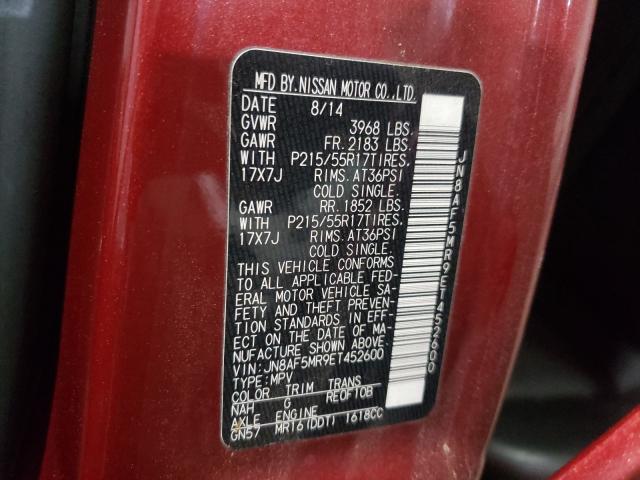 MFD BY.NISSAN MOTOR CO.,LTD.
DATE 8/14
GVWR 3968 LBS.
GAWR FR. 2183 LBS.
WITH P215/55R17TIRES,
17X7J RIMS. AT36PSI
COLD SINGLE.
GAWR RR. 1852 LBS.
WITH P215/55R17TIRES,
17X7J RIMS. AT36PSI
COLD SINGLE.
THIS VEHICLE CONFORMS
TO ALL APPLICABLE FED-
ERAL MOTOR VEHICLE SA-
FETY AND THEFT PREVEN-
TION STANDARDS IN EFF-
ECT ON THE DATE OF MA-
NUFACTURE SHOWN ABOVE.
VIN: JN8AF5MR9ET452600
TYPE: MPV
COLOR TRIM TRANS
NAH G RE0F10B
AXLE ENGINE
GN57 MR16(DDT) 1618CC
JN8AF5MR9ET452600